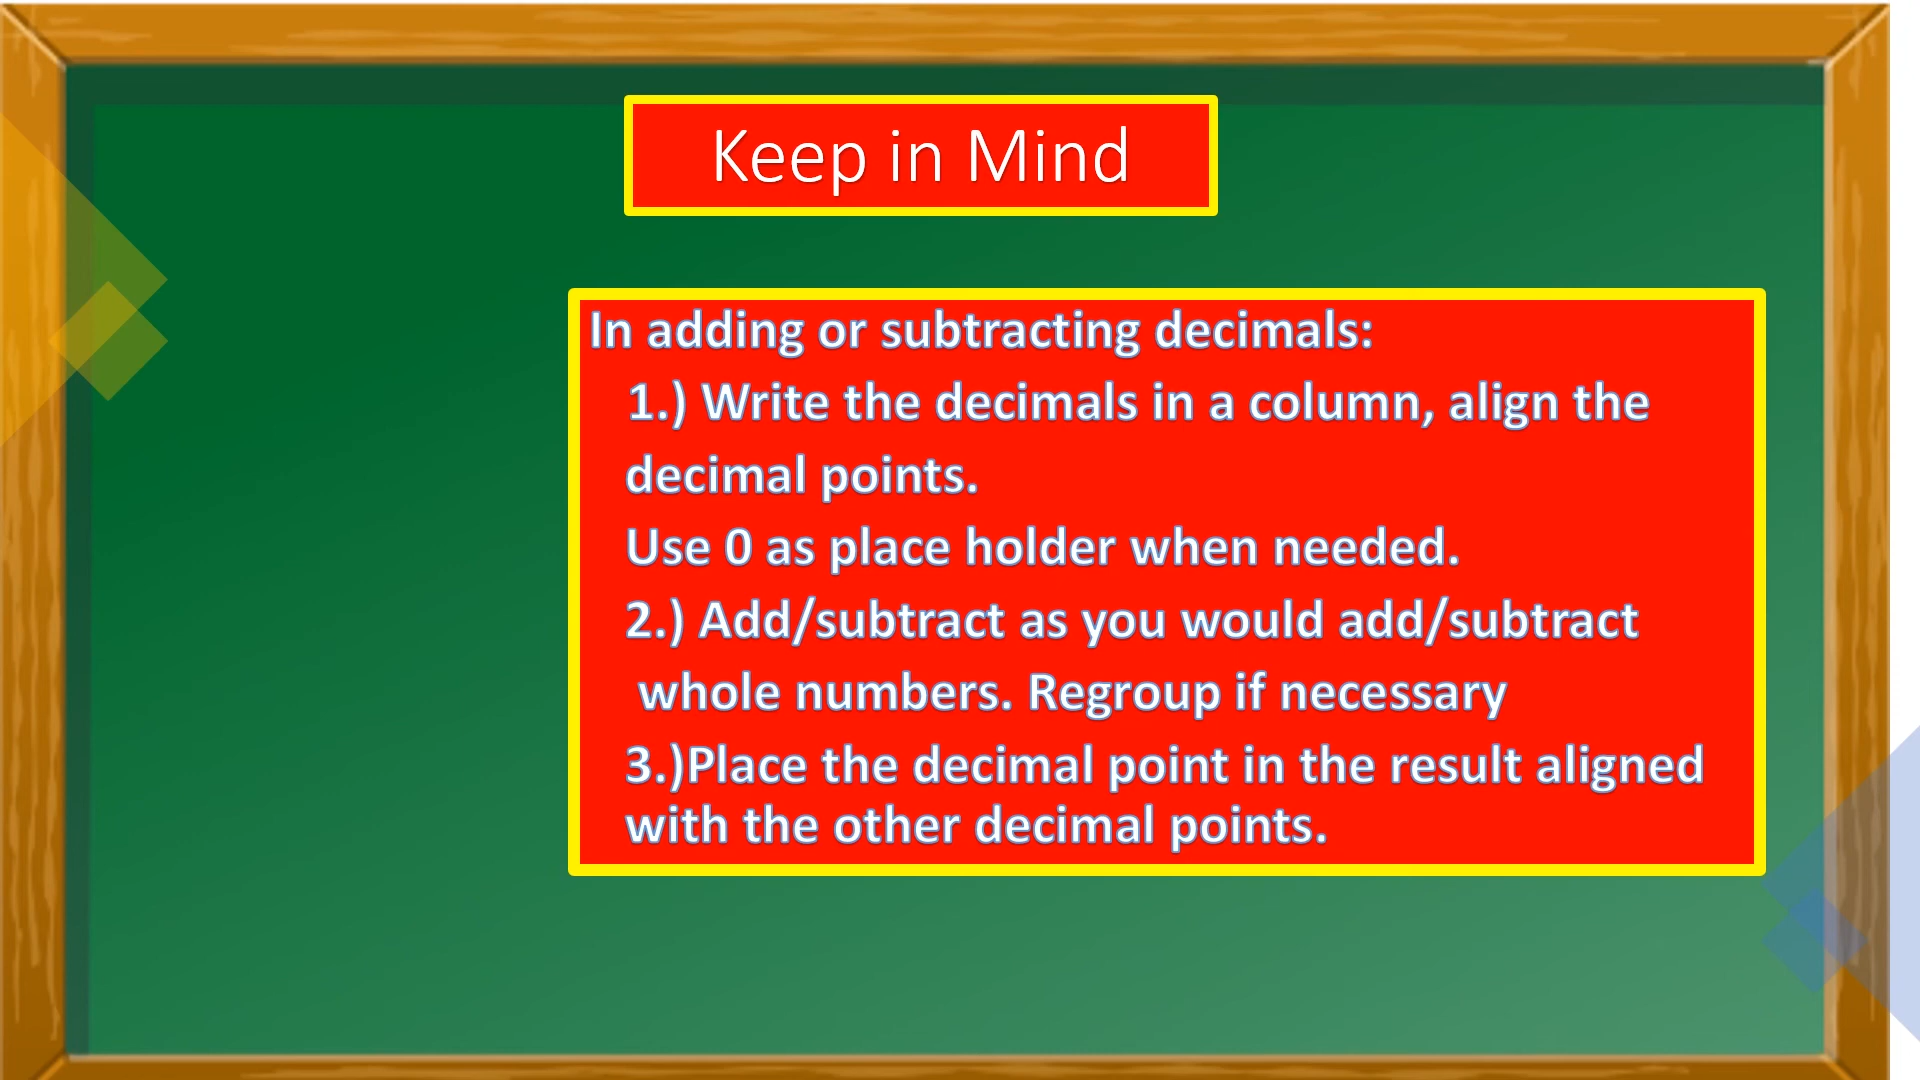 Keep in Mind
In adding or subtracting decimals:
1.) Write the decimals in a column, align the
decimal points.
Use 0 as place holder when needed.
2.) Add/subtract as you would add/subtract
whole numbers. Regroup if necessary
3.)Place the decimal point in the result aligned
with the other decimal points.